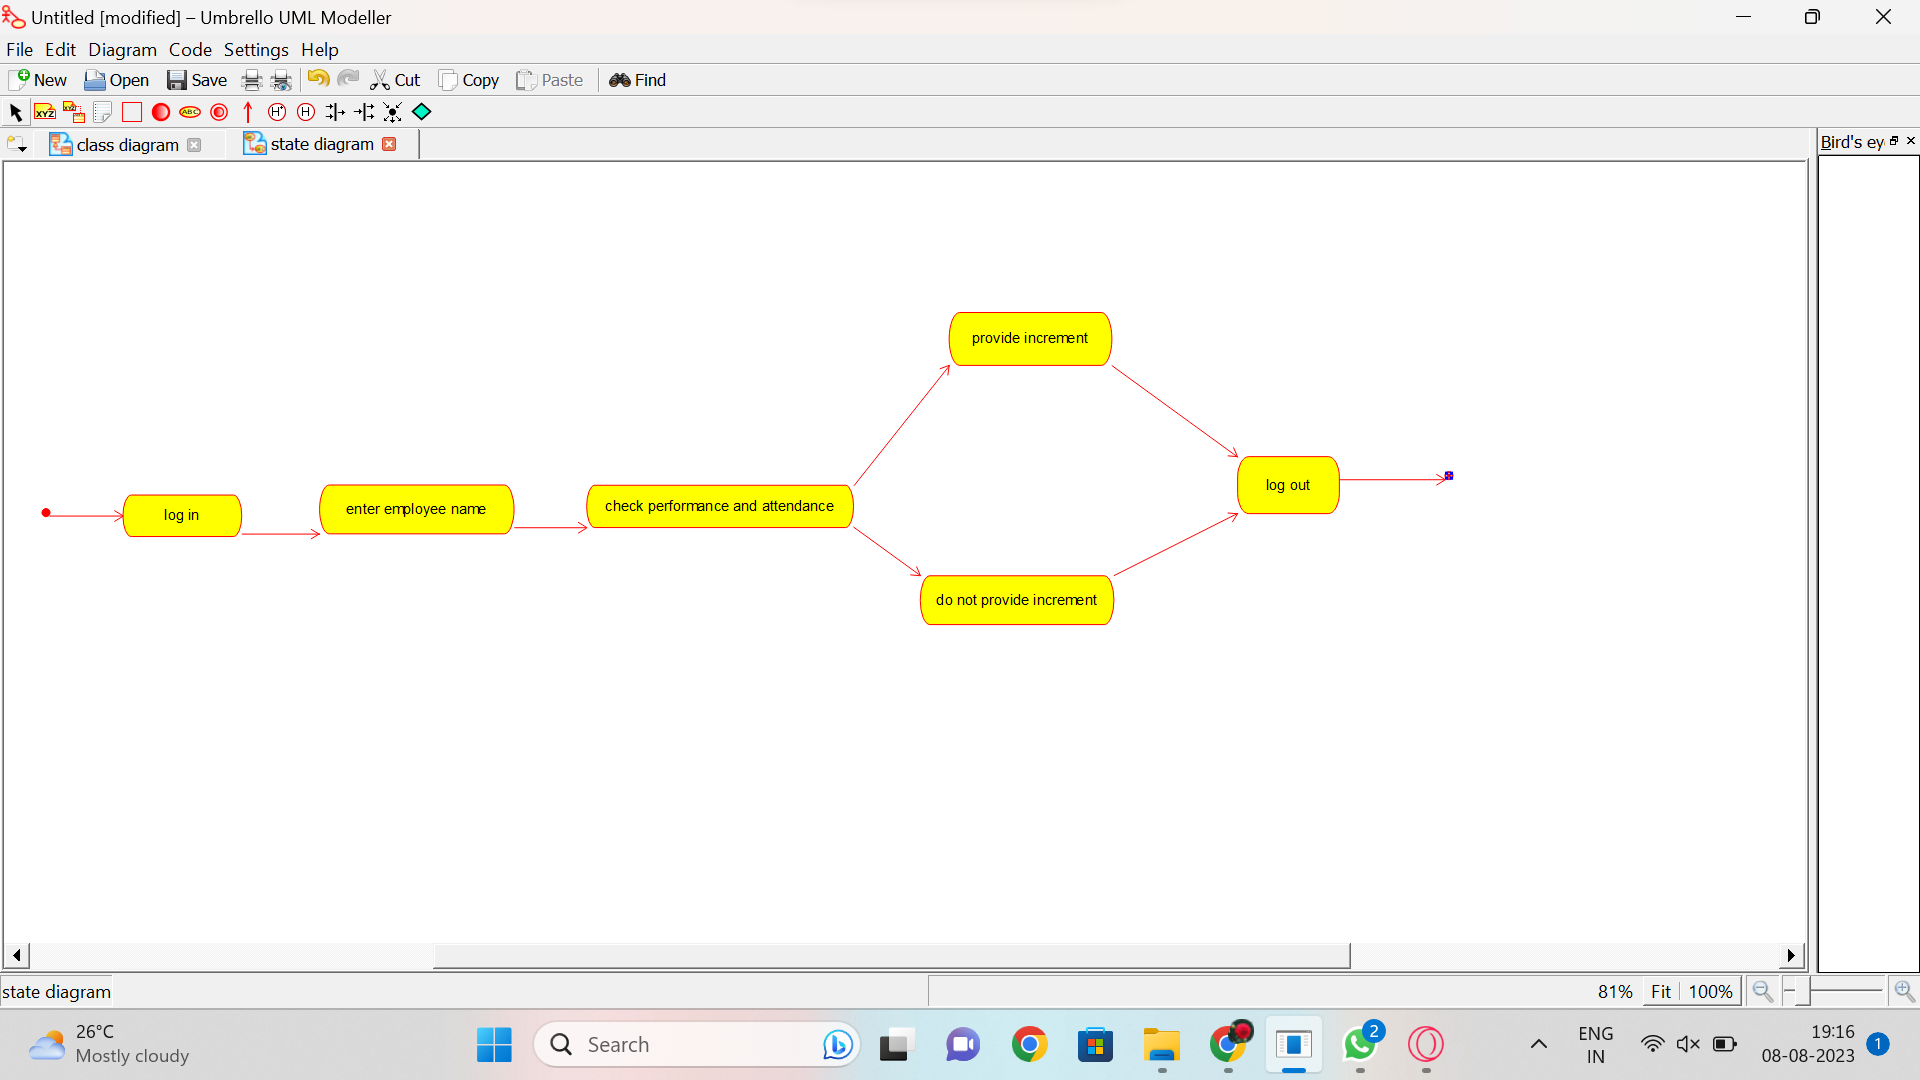 Untitled [modified] – Umbrello UML Modeller
File Edit Diagram Code Settings Help
New Open Save Cut Copy Paste Find
XYZ XYZ ABC H* H
class diagram state diagram Bird's ey
provide increment
log out
log in enter employee name check performance and attendance
do not provide increment
state diagram 81% Fit 100%
26°C
Mostly cloudy
Search
2
ENG
IN
19:16
08-08-2023
1